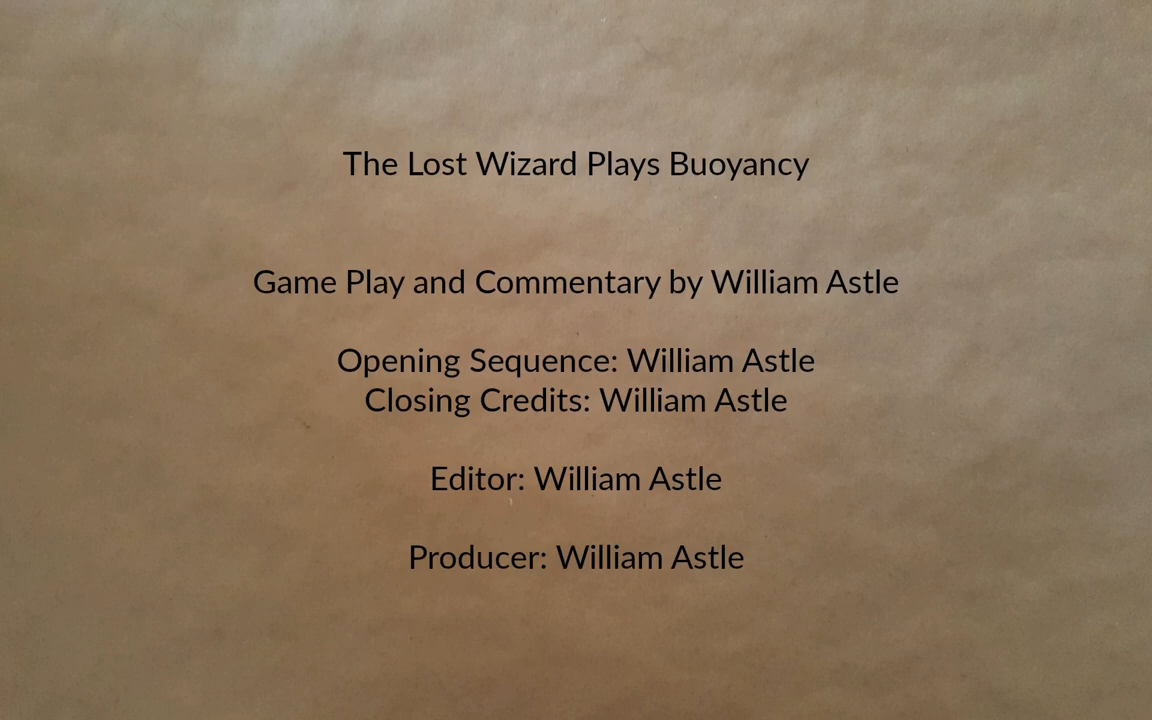 The Lost Wizard Plays Buoyancy
Game Play and Commentary by William Astle
Opening Sequence: William Astle
Closing Credits: William Astle
Editor: William Astle
Producer: William Astle